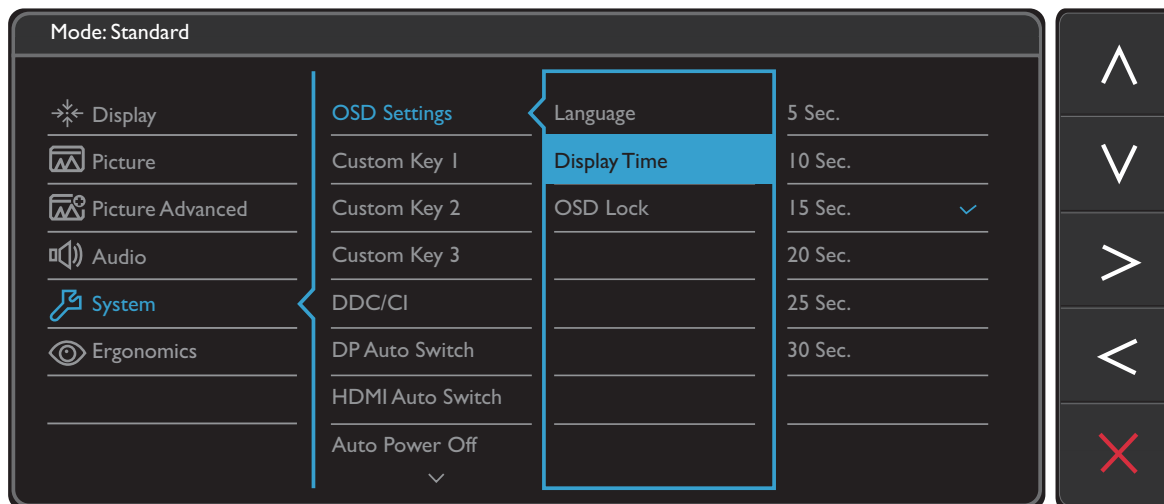 Mode: Standard
Display
Picture
Picture Advanced
Audio
System
Ergonomics
OSD Settings
Custom Key 1
Custom Key 2
Custom Key 3
DDC/CI
DP Auto Switch
HDMI Auto Switch
Auto Power Off
Language
Display Time
OSD Lock
5 Sec.
10 Sec.
15 Sec.
20 Sec.
25 Sec.
30 Sec.